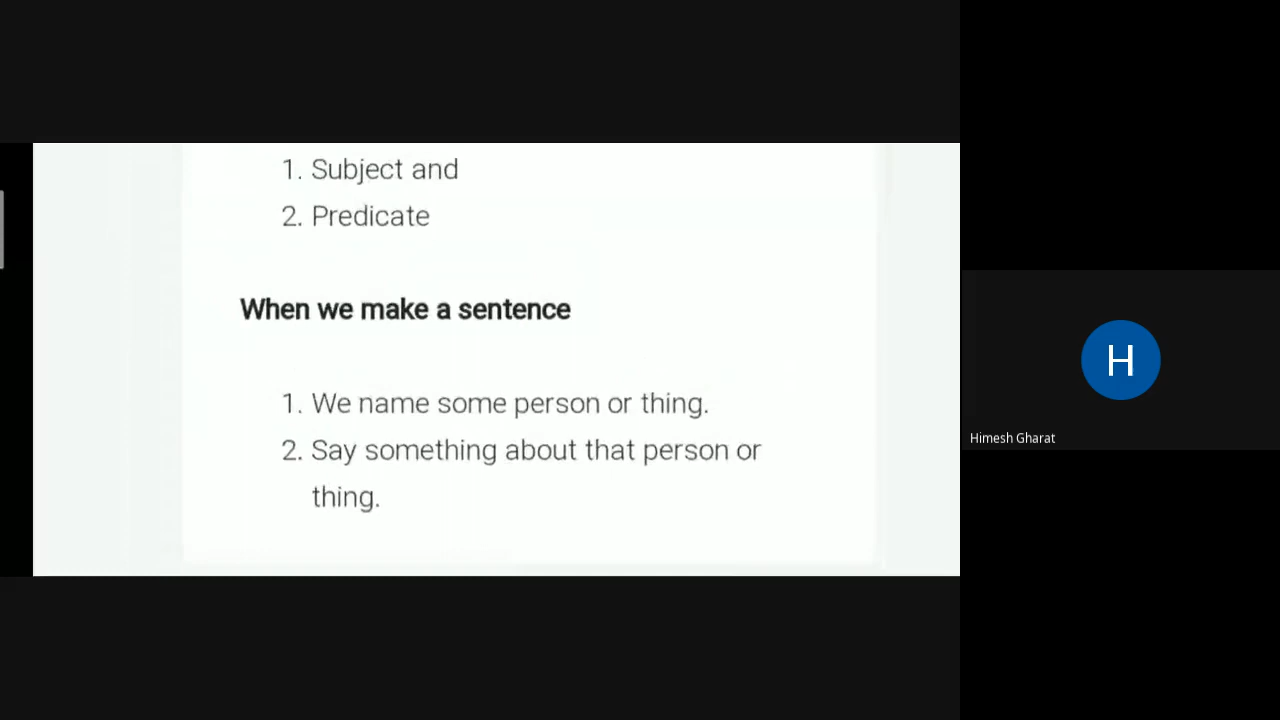 1. Subject and
2. Predicate
When we make a sentence
1. We name some person or thing.
2. Say something about that person or
thing.
H
Himesh Gharat